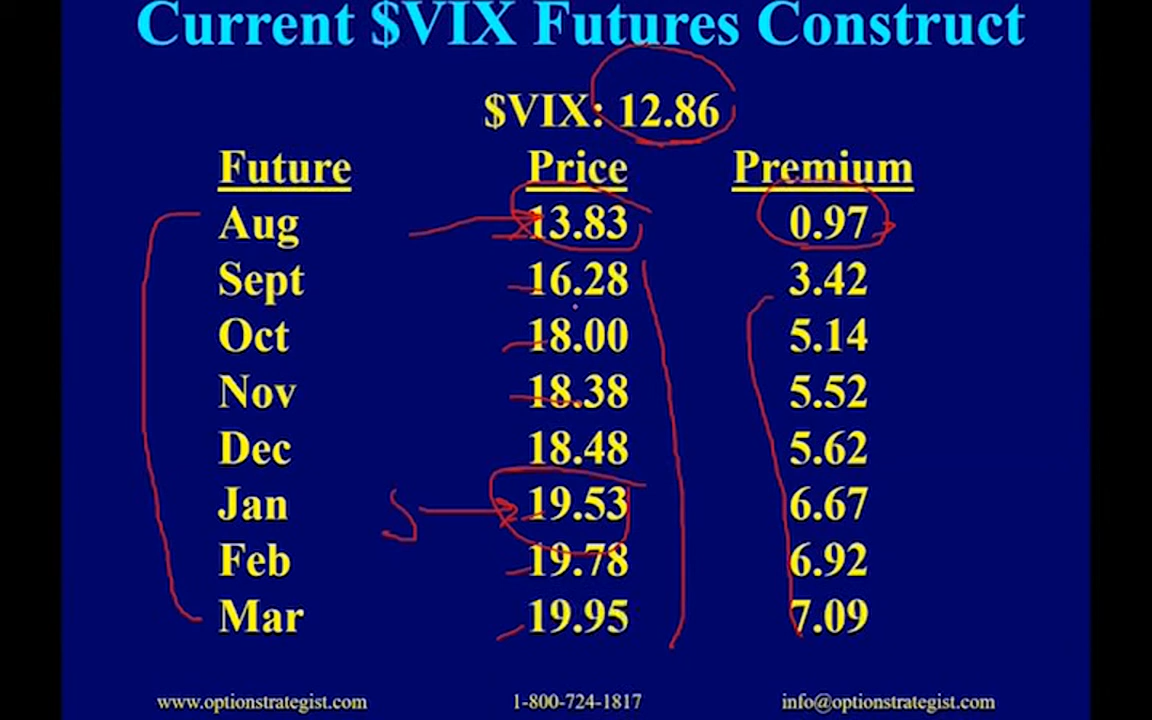 Current $VIX Futures Construct
$VIX: 12.86
Future Price Premium
Aug 13.83 0.97
Sept 16.28 3.42
Oct 18.00 5.14
Nov 18.38 5.52
Dec 18.48 5.62
Jan 19.53 6.67
Feb 19.78 6.92
Mar 19.95 7.09
www.optionstrategist.com 1-800-724-1817 info@optionstrategist.com